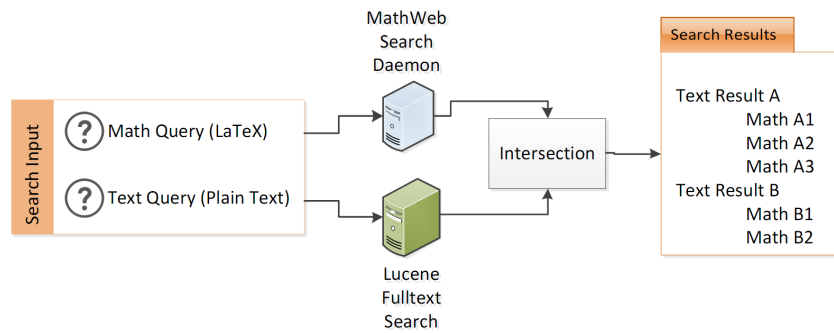 Search Input
?
Math Query (LaTeX)
?
Text Query (Plain Text)
MathWeb
Search
Daemon
Lucene
Fulltext
Search
Intersection
Search Results
Text Result A
Math A1
Math A2
Math A3
Text Result B
Math B1
Math B2